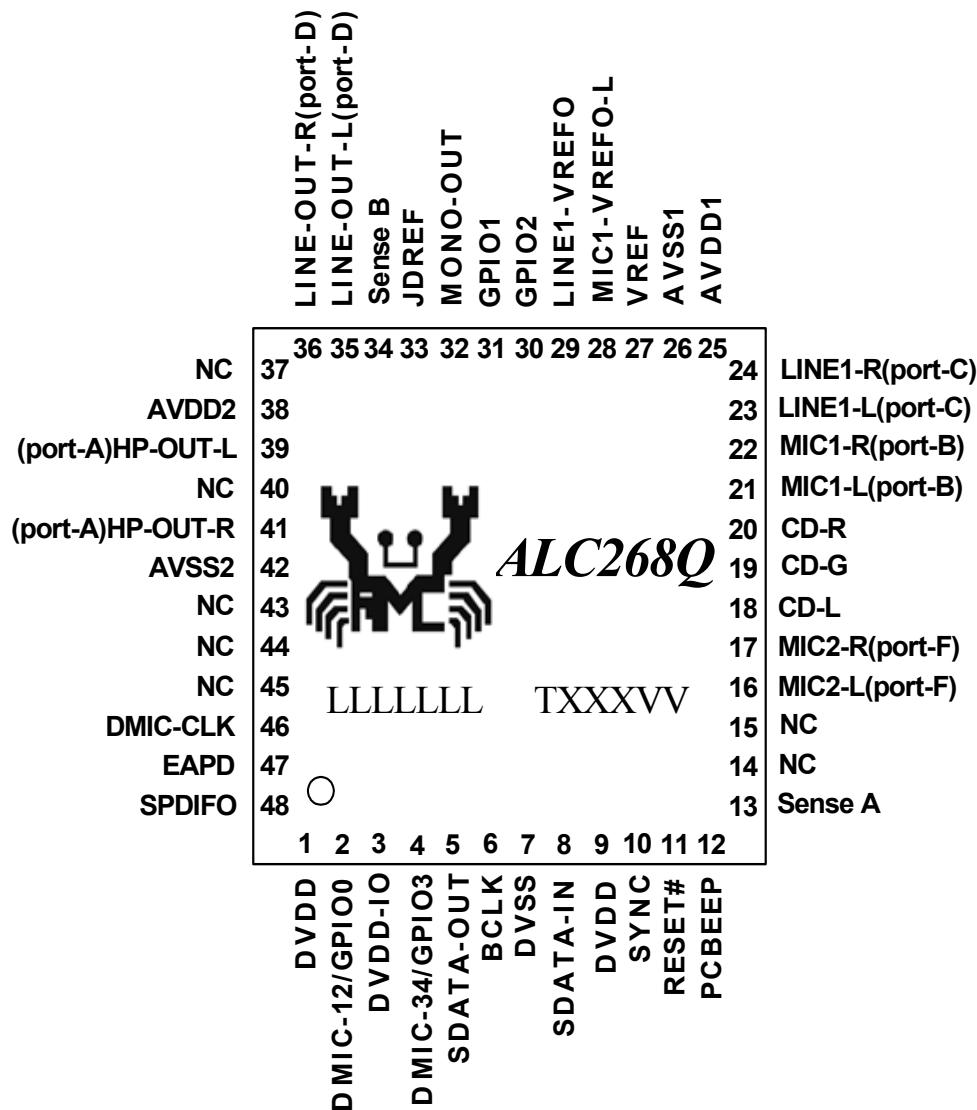 LINE-OUT-R(port-D)
LINE-OUT-L(port-D)
Sense B
JDREF
MONO-OUT
GPIO1
GPIO2
LINE1-VREFO
MIC1-VREFO-L
VREF
AVSS1
AVDD1
36 35 34 33 32 31 30 29 28 27 26 25
NC 37
AVDD2 38
(port-A)HP-OUT-L 39
NC 40
(port-A)HP-OUT-R 41
AVSS2 42
NC 43
NC 44
NC 45
DMIC-CLK 46
EAPD 47
SPDIFO 48
ALC268Q
LLLLLLL TXXXVV
24 LINE1-R(port-C)
23 LINE1-L(port-C)
22 MIC1-R(port-B)
21 MIC1-L(port-B)
20 CD-R
19 CD-G
18 CD-L
17 MIC2-R(port-F)
16 MIC2-L(port-F)
15 NC
14 NC
13 Sense A
1 2 3 4 5 6 7 8 9 10 11 12
DVDD
DMIC-12/GPIO0
DVDD-IO
DMIC-34/GPIO3
SDATA-OUT
BCLK
DVSS
SDATA-IN
DVDD
SYNC
RESET#
PCBEEP